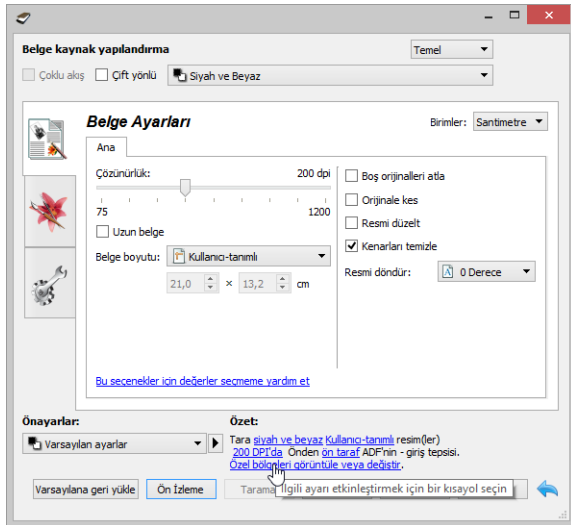 Belge kaynak yapılandırma
Temel
Çoklu akış
Çift yönlü
Siyah ve Beyaz
Belge Ayarları
Birimler: Santimetre
Ana
Çözünürlük: 200 dpi
75 1200
Uzun belge
Belge boyutu: Kullanıcı-tanımlı
21,0 × 13,2 cm
Boş orijinalleri atla
Orijinale kes
Resmi düzelt
Kenarları temizle
Resmi döndür: 0 Derece
Bu seçenekler için değerler seçmeme yardım et
Önayarlar:
Varsayılan ayarlar
Özet:
Tara siyah ve beyaz Kullanıcı-tanımlı resim(ler)
200 DPI'da Önden ön taraf ADF'nin - giriş tepsisi.
Özel bölgeleri görüntüle veya değiştir.
Varsayılana geri yükle
Ön İzleme
Tarama
İlgili ayarı etkinleştirmek için bir kısayol seçin